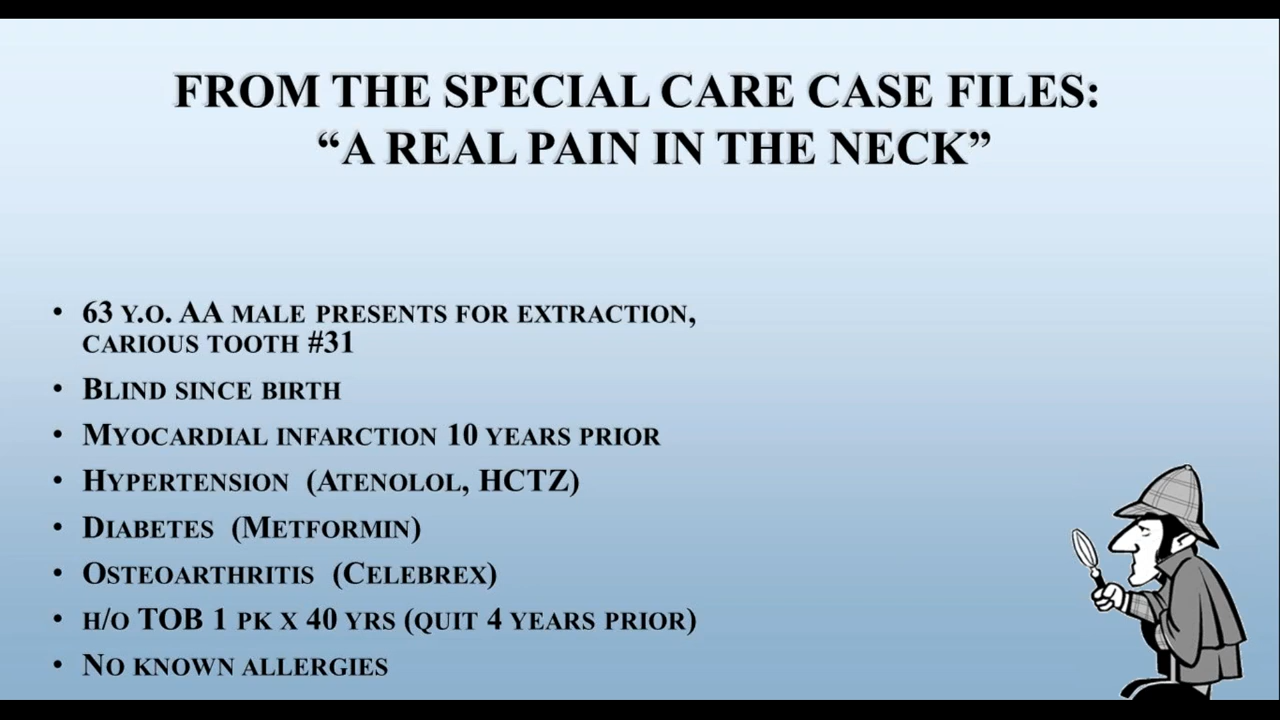 FROM THE SPECIAL CARE CASE FILES:
“A REAL PAIN IN THE NECK”
• 63 Y.O. AA MALE PRESENTS FOR EXTRACTION,
CARIOUS TOOTH #31
• BLIND SINCE BIRTH
• MYOCARDIAL INFARCTION 10 YEARS PRIOR
• HYPERTENSION (ATENOLOL, HCTZ)
• DIABETES (METFORMIN)
• OSTEOARTHRITIS (CELEBREX)
• H/O TOB 1 PK X 40 YRS (QUIT 4 YEARS PRIOR)
• NO KNOWN ALLERGIES